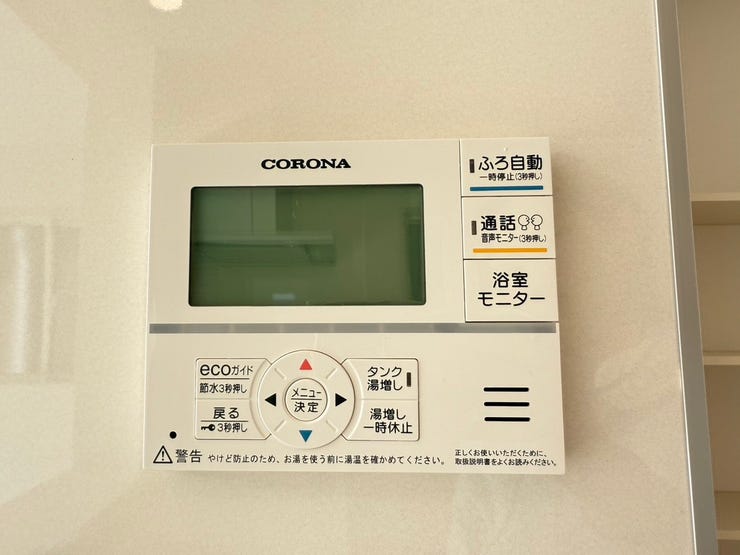 CORONA
ふろ自動
一時停止(3秒押し)
通話
音声モニター(3秒押し)
浴室
モニター
ecoガイド
節水3秒押し
戻る
3秒押し
メニュー
決定
タンク
湯増し
湯増し
一時休止
警告 やけど防止のため、お湯を使う前に湯温を確かめてください。
正しくお使いいただくために、
取扱説明書をよくお読みください。